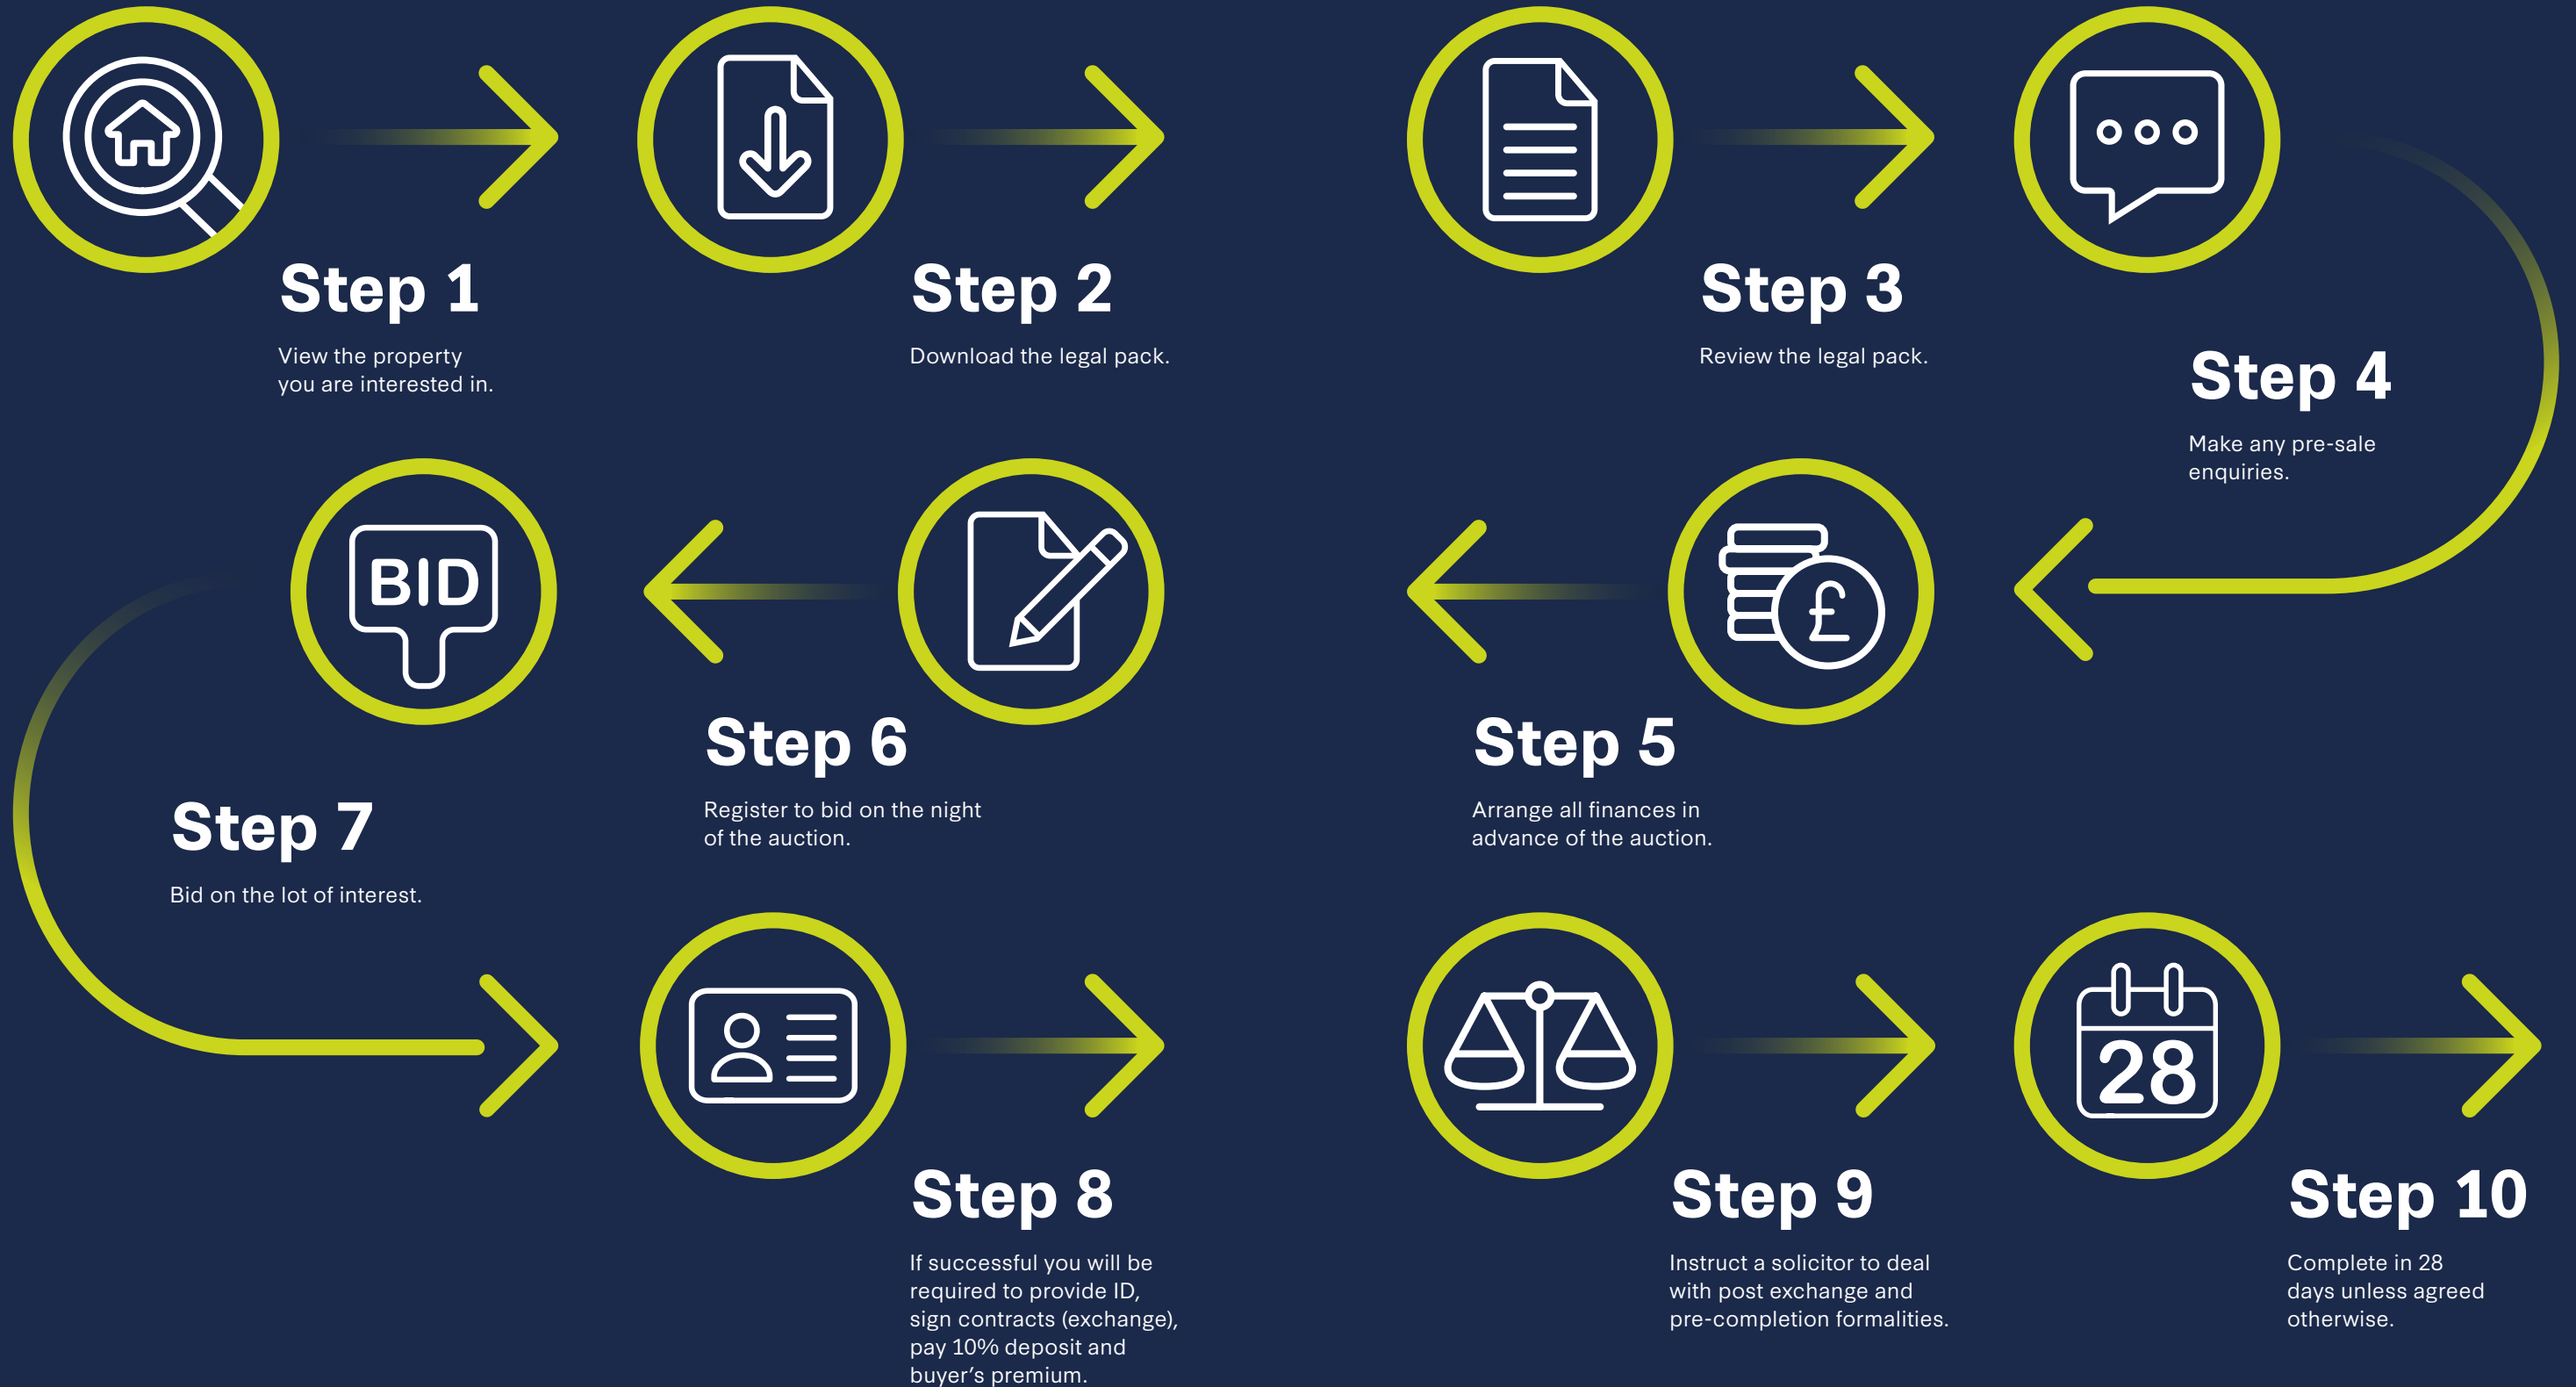 Step 1
View the property
you are interested in.
Step 2
Download the legal pack.
Step 3
Review the legal pack.
Step 4
Make any pre-sale
enquiries.
£
Step 5
Arrange all finances in
advance of the auction.
Step 6
Register to bid on the night
of the auction.
BID
Step 7
Bid on the lot of interest.
Step 8
If successful you will be
required to provide ID,
sign contracts (exchange),
pay 10% deposit and
buyer’s premium.
Step 9
Instruct a solicitor to deal
with post exchange and
pre-completion formalities.
28
Step 10
Complete in 28
days unless agreed
otherwise.